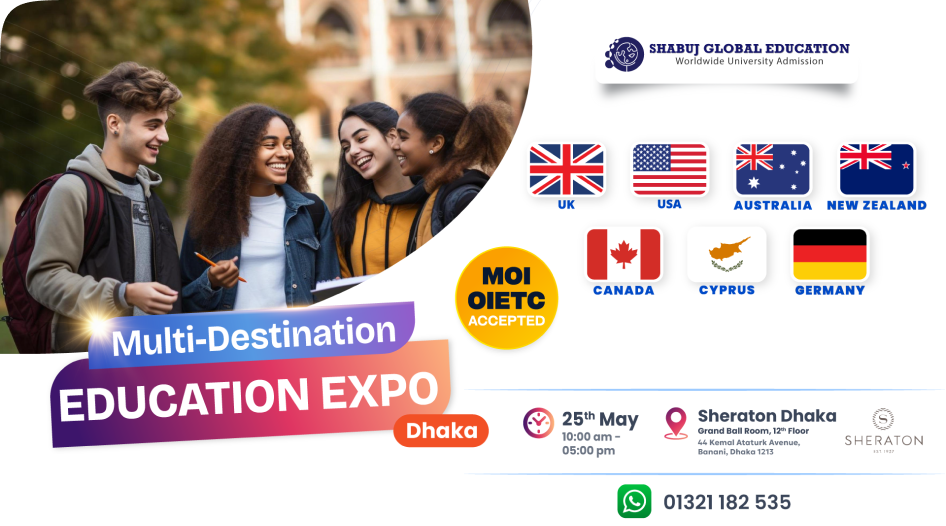 SHABUJ GLOBAL EDUCATION
Worldwide University Admission
UK
USA
AUSTRALIA
NEW ZEALAND
CANADA
CYPRUS
GERMANY
MOI
OIETC
ACCEPTED
Multi-Destination
EDUCATION EXPO
Dhaka
25th May
10:00 am -
05:00 pm
Sheraton Dhaka
Grand Ball Room, 12th Floor
44 Kemal Ataturk Avenue,
Banani, Dhaka 1213
SHERATON
EST 1937
01321 182 535